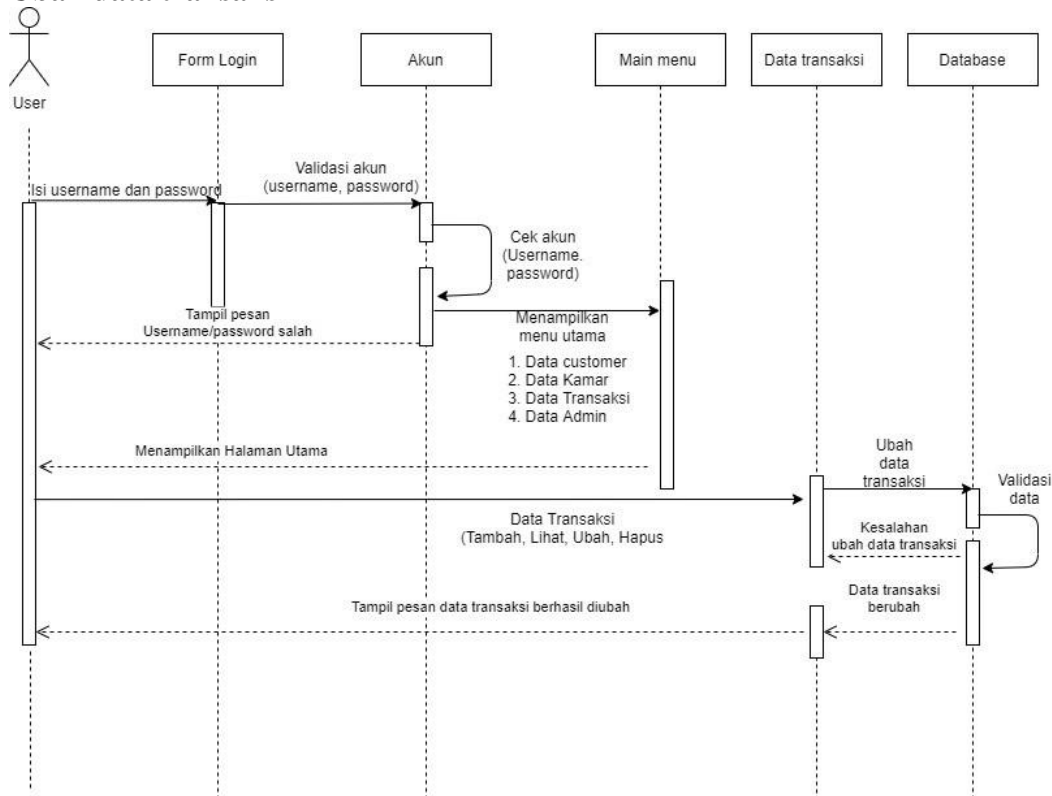 Form Login
Akun
Main menu
Data transaksi
Database
User
Isi username dan password
Validasi akun
(username, password)
Cek akun
(Username.
password)
Tampil pesan
Username/password salah
Menampilkan
menu utama
1. Data customer
2. Data Kamar
3. Data Transaksi
4. Data Admin
Menampilkan Halaman Utama
Ubah
data
transaksi
Validasi
data
Data Transaksi
(Tambah, Lihat, Ubah, Hapus
Kesalahan
ubah data transaksi
Data transaksi
berubah
Tampil pesan data transaksi berhasil diubah